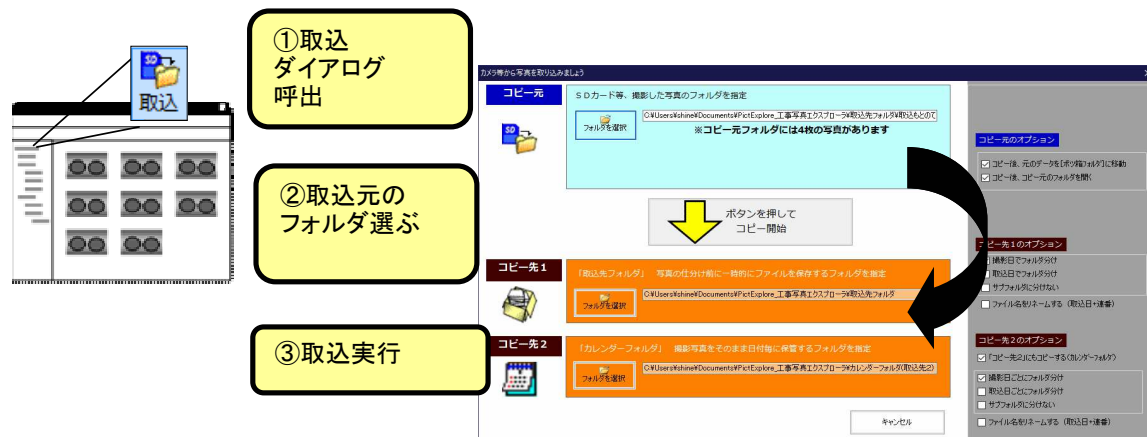 SD
取込
①取込
ダイアログ
呼出
②取込元の
フォルダ選ぶ
③取込実行
カメラ等から写真を取り込みましょう
コピー元
SDカード等、撮影した写真のフォルダを指定
フォルダを選択
C:¥Users¥shine¥Documents¥PictExplore_工事写真エクスプローラ¥取込先フォルダ¥取込もとのて
※コピー元フォルダには4枚の写真があります
SD
ボタンを押して
コピー開始
コピー先1
「取込先フォルダ」 写真の仕分け前に一時的にファイルを保存するフォルダを指定
フォルダを選択
C:¥Users¥shine¥Documents¥PictExplore_工事写真エクスプローラ¥取込先フォルダ
コピー先2
「カレンダーフォルダ」 撮影写真をそのまま日付毎に保管するフォルダを指定
フォルダを選択
C:¥Users¥shine¥Documents¥PictExplore_工事写真エクスプローラ¥カレンダーフォルダ(取込先2)
キャンセル
コピー元のオプション
コピー後、元のデータを[ボツ箱フォルダ]に移動
コピー後、コピー元のフォルダを開く
コピー先1のオプション
撮影日でフォルダ分け
取込日でフォルダ分け
サブフォルダに分けない
ファイル名をリネームする（取込日+連番）
コピー先2のオプション
「コピー先2」にもコピーする(カレンダーフォルダ)
撮影日ごとにフォルダ分け
取込日ごとにフォルダ分け
サブフォルダに分けない
ファイル名をリネームする（取込日+連番）